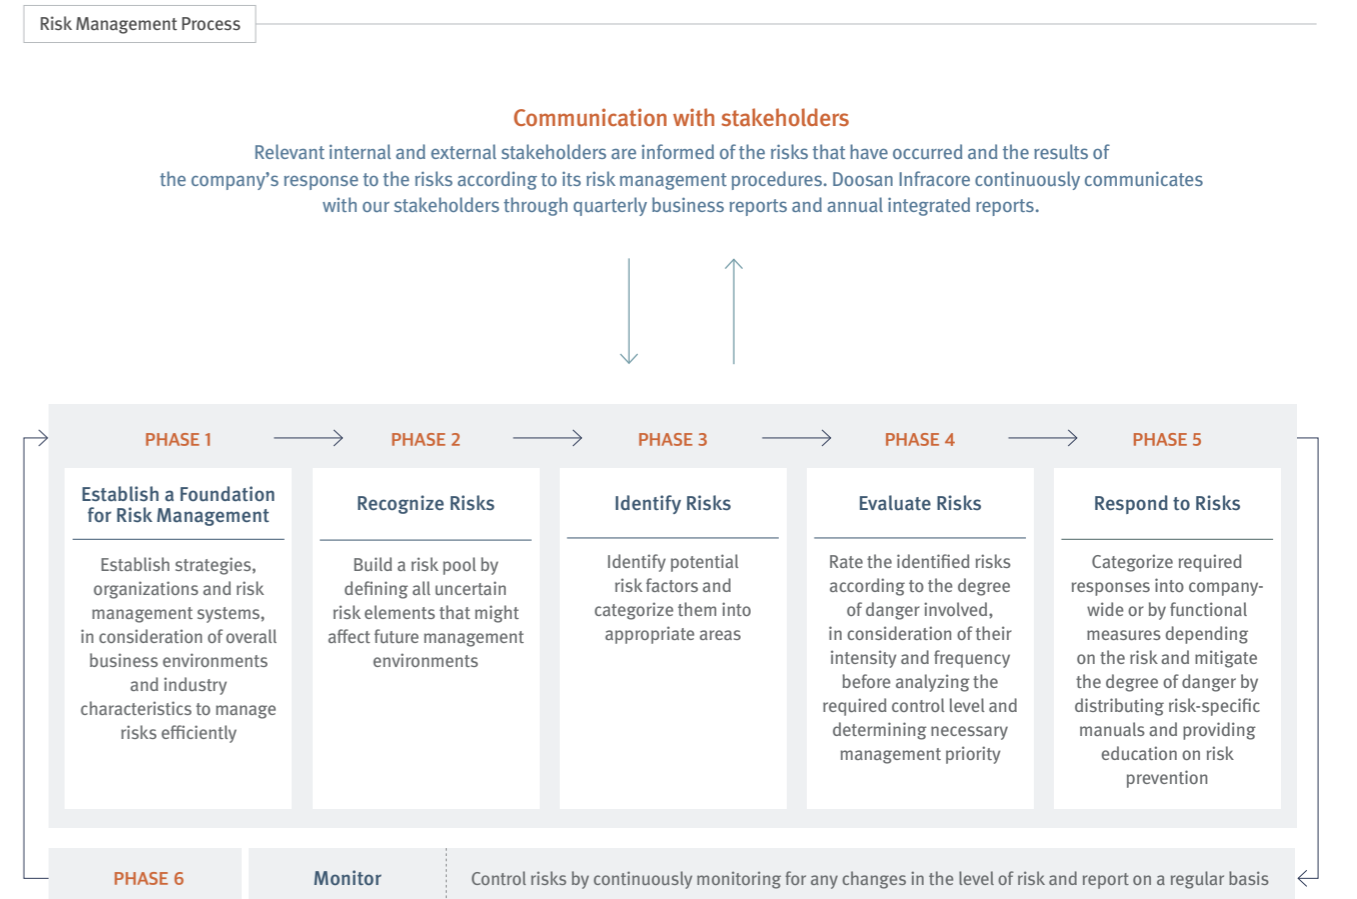 Risk Management Process
Communication with stakeholders
Relevant internal and external stakeholders are informed of the risks that have occurred and the results of
the company's response to the risks according to its risk management procedures. Doosan Infracore continuously communicates
with our stakeholders through quarterly business reports and annual integrated reports.
PHASE 1
Establish a Foundation
for Risk Management
Establish strategies,
organizations and risk
management systems,
in consideration of overall
business environments
and industry
characteristics to manage
risks efficiently
PHASE 2
Recognize Risks
Build a risk pool by
defining all uncertain
risk elements that might
affect future management
environments
PHASE 3
Identify Risks
Identify potential
risk factors and
categorize them into
appropriate areas
PHASE 4
Evaluate Risks
Rate the identified risks
according to the degree
of danger involved,
in consideration of their
intensity and frequency
before analyzing the
required control level and
determining necessary
management priority
PHASE 5
Respond to Risks
Categorize required
responses into company-
wide or by functional
measures depending
on the risk and mitigate
the degree of danger by
distributing risk-specific
manuals and providing
education on risk
prevention
PHASE 6
Monitor
Control risks by continuously monitoring for any changes in the level of risk and report on a regular basis